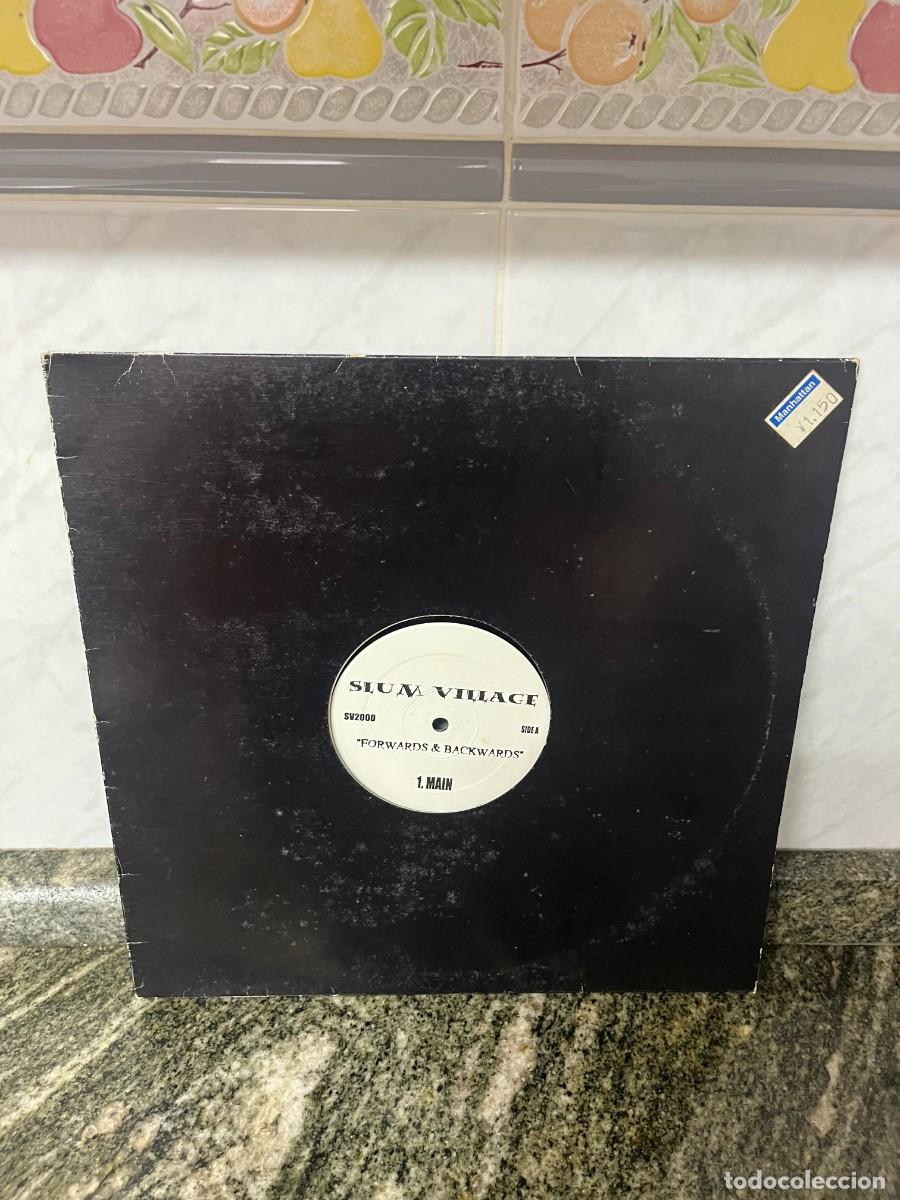 Manhattan
¥1,150
SLUM VILLAGE
SV2000
SIDE A
"FORWARDS & BACKWARDS"
1. MAIN
todocoleccion